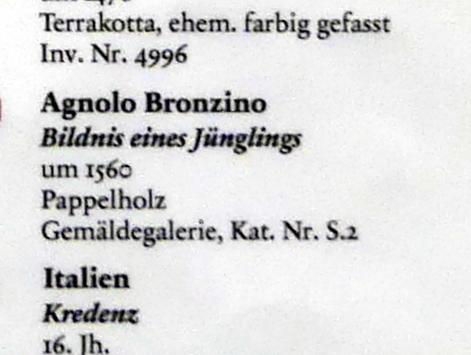 Terrakotta, ehem. farbig gefasst
Inv. Nr. 4996
Agnolo Bronzino
Bildnis eines Jünglings
um 1560
Pappelholz
Gemäldegalerie, Kat. Nr. S.2
Italien
Kredenz
16. Jh.